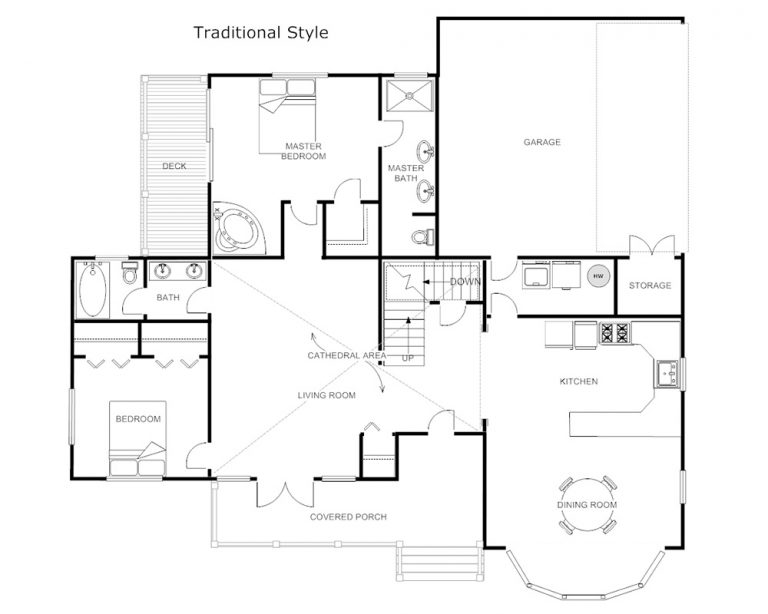 Traditional Style
GARAGE
MASTER
BEDROOM
DECK
MASTER
BATH
HW
DOWN
STORAGE
BATH
CATHEDRAL AREA
UP
KITCHEN
LIVING ROOM
BEDROOM
DINING ROOM
COVERED PORCH